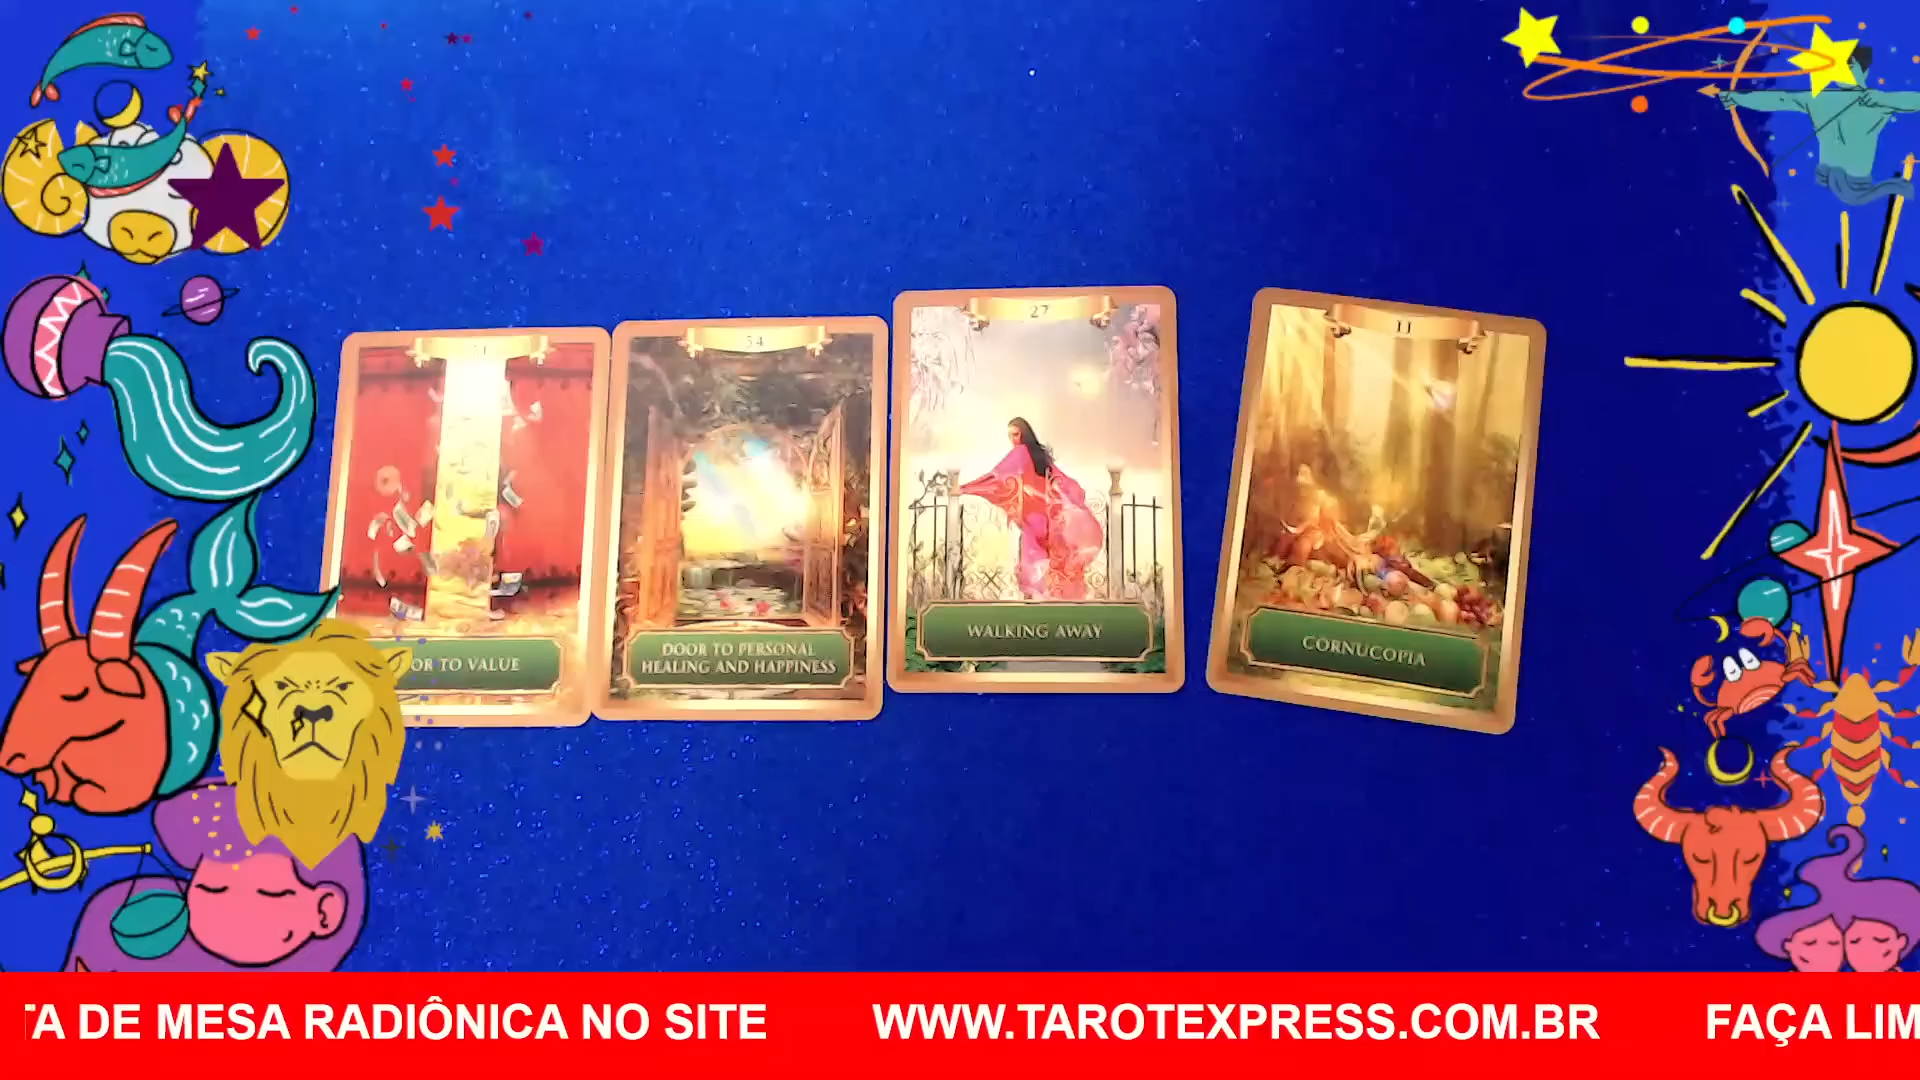 54
27
11
OR TO VALUE
DOOR TO PERSONAL
HEALING AND HAPPINESS
WALKING AWAY
CORNUCOPIA
TA DE MESA RADIÔNICA NO SITE WWW.TAROTEXPRESS.COM.BR FAÇA LIM